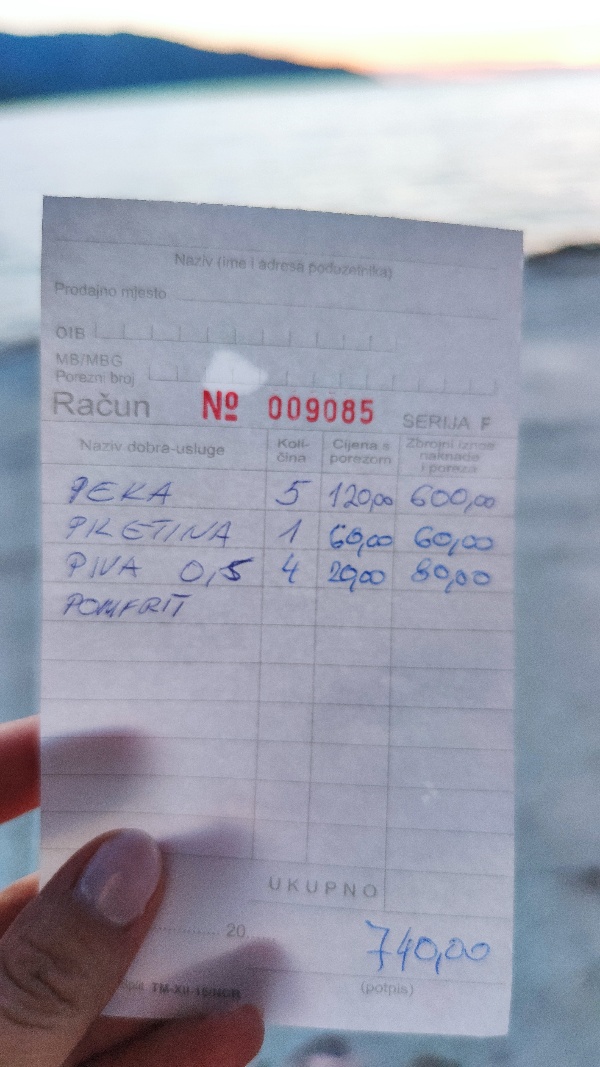 Naziv (ime i adresa poduzetnika)
Prodajno mjesto
OIB
MB/MBG
Porezni broj
Račun № 009085 SERIJA F
Naziv dobra-usluge Koli-čina Cijena s porezom Zbrojni iznos naknade i poreza
PEKA 5 120,00 600,00
PILETINA 1 60,00 60,00
PIVA 0,5 4 20,00 80,00
POMFRIT
UKUPNO
20
740,00
(potpis)